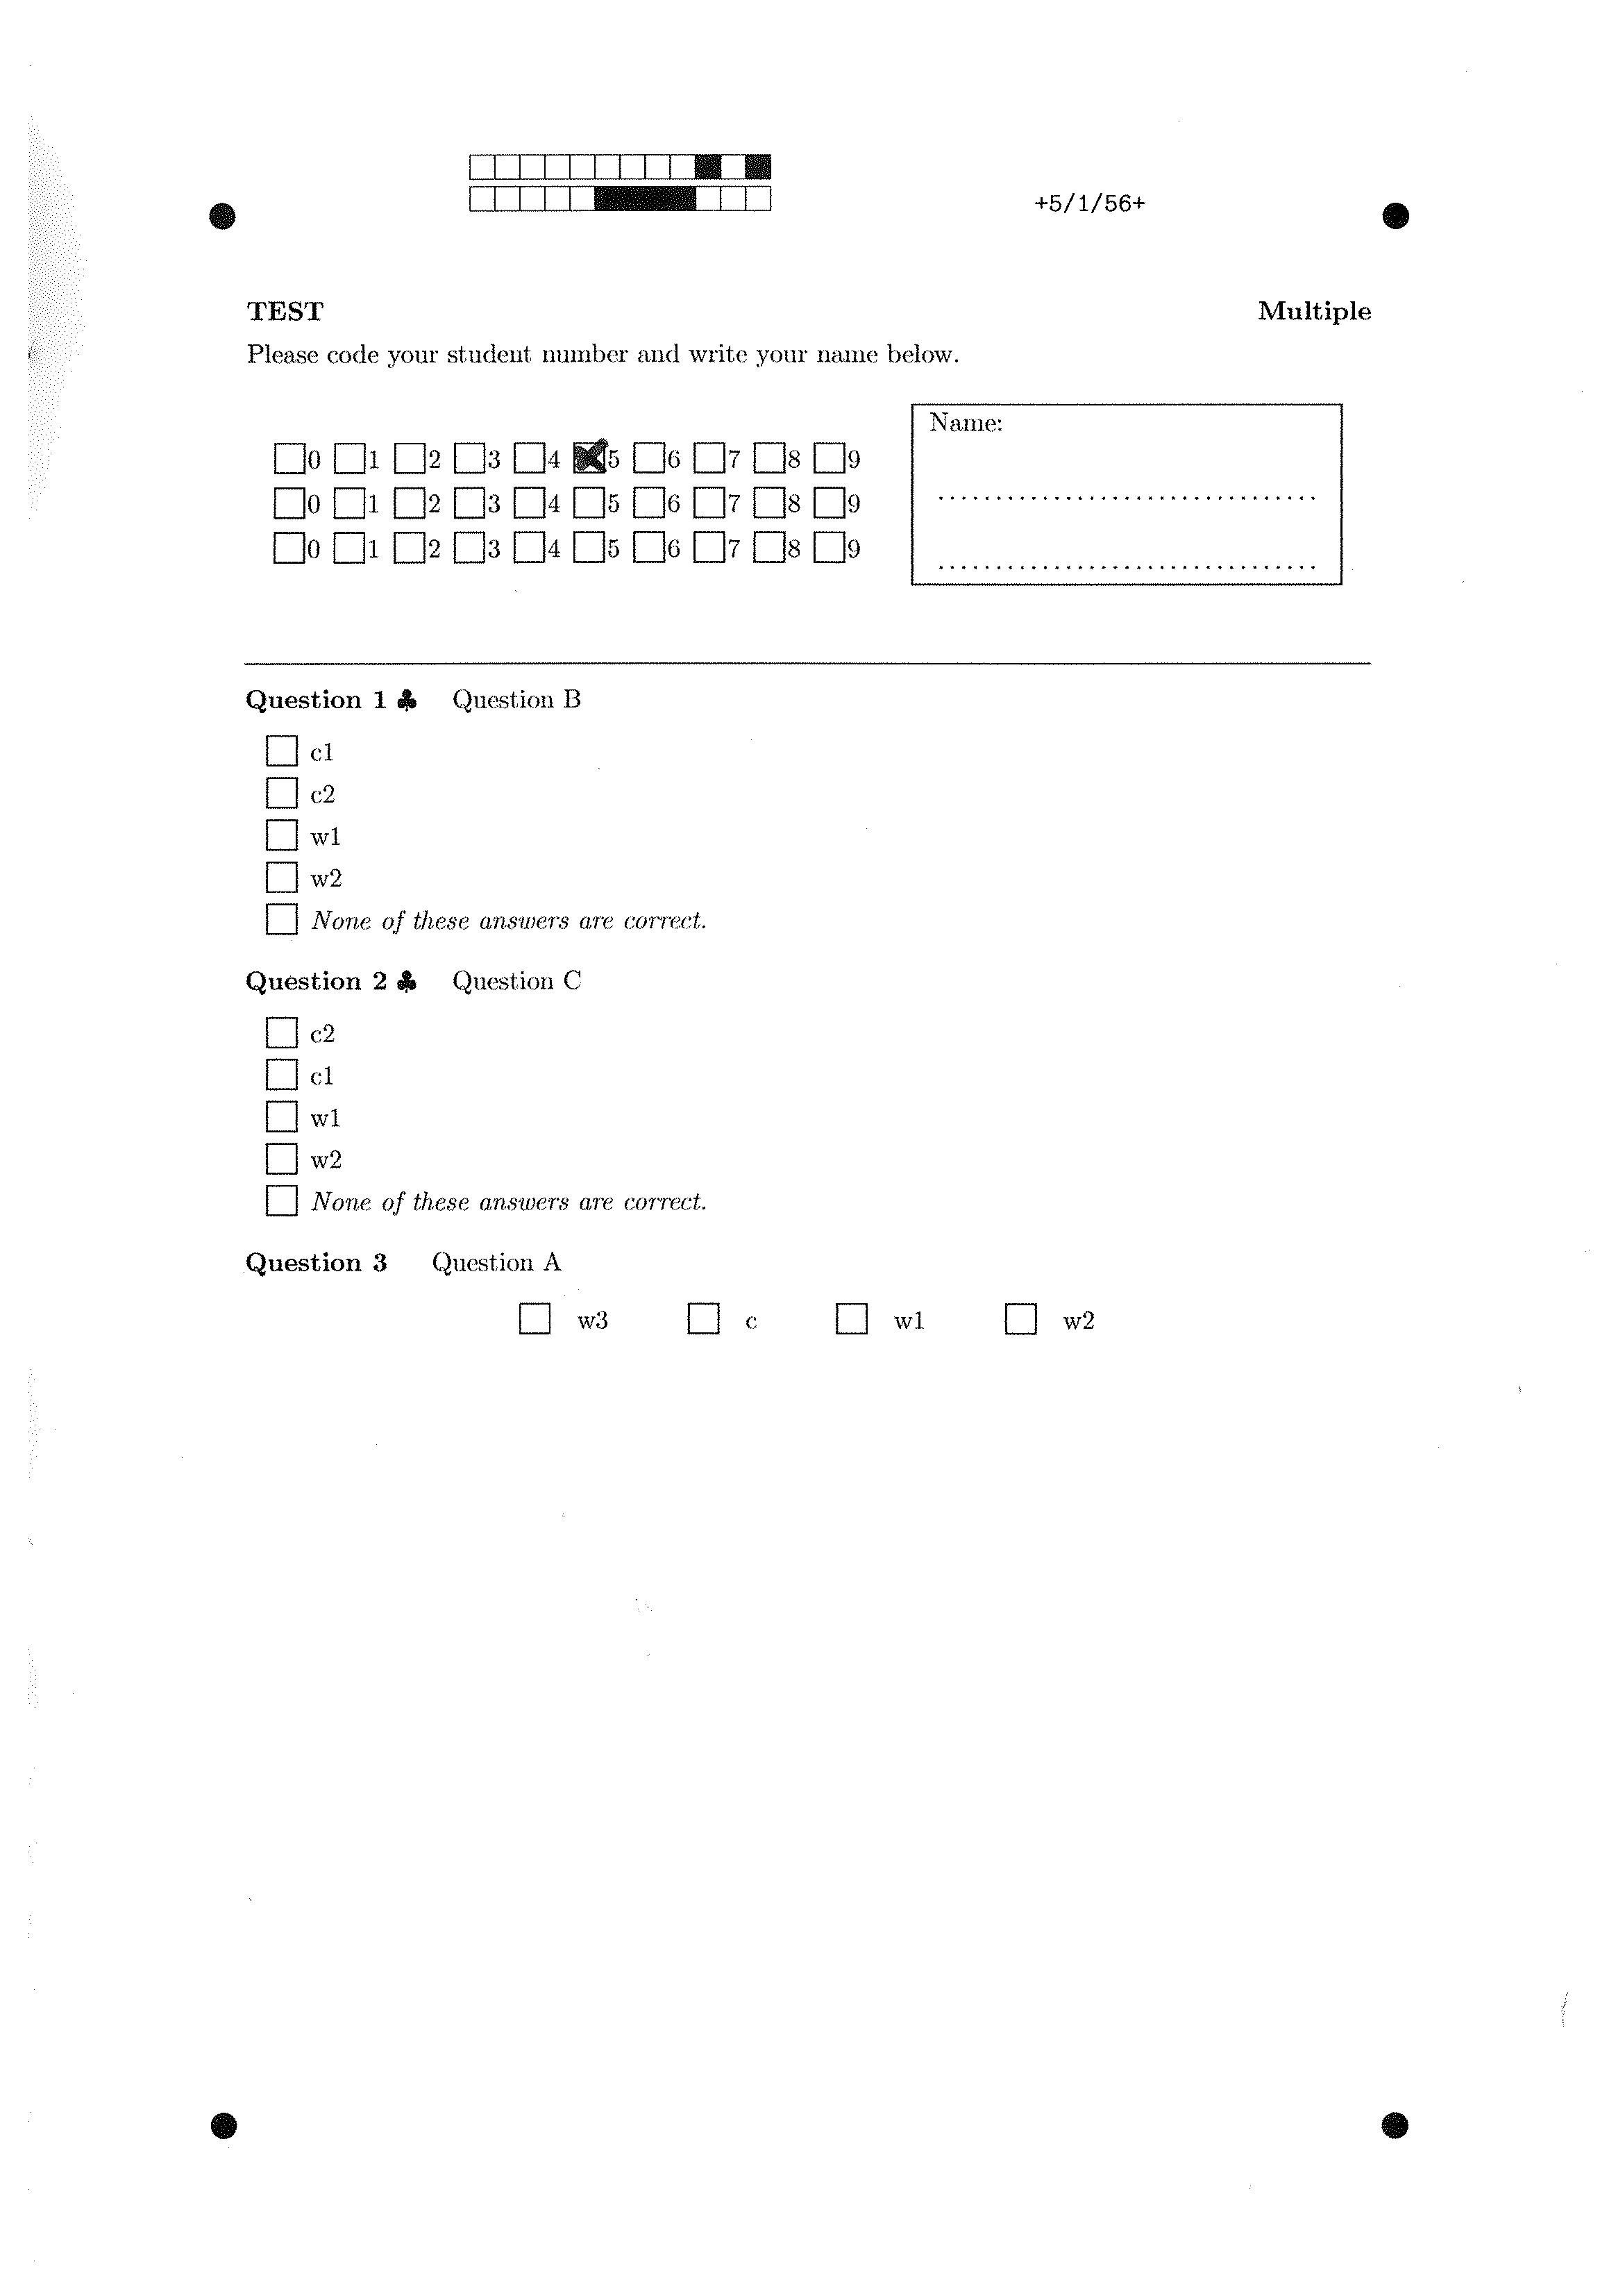 +5/1/56+
TEST Multiple
Please code your student number and write your name below.
Name:
0 1 2 3 4 5 6 7 8 9
0 1 2 3 4 5 6 7 8 9
0 1 2 3 4 5 6 7 8 9
Question 1 ♣ Question B
c1
c2
w1
w2
None of these answers are correct.
Question 2 ♣ Question C
c2
c1
w1
w2
None of these answers are correct.
Question 3 Question A
w3 c w1 w2